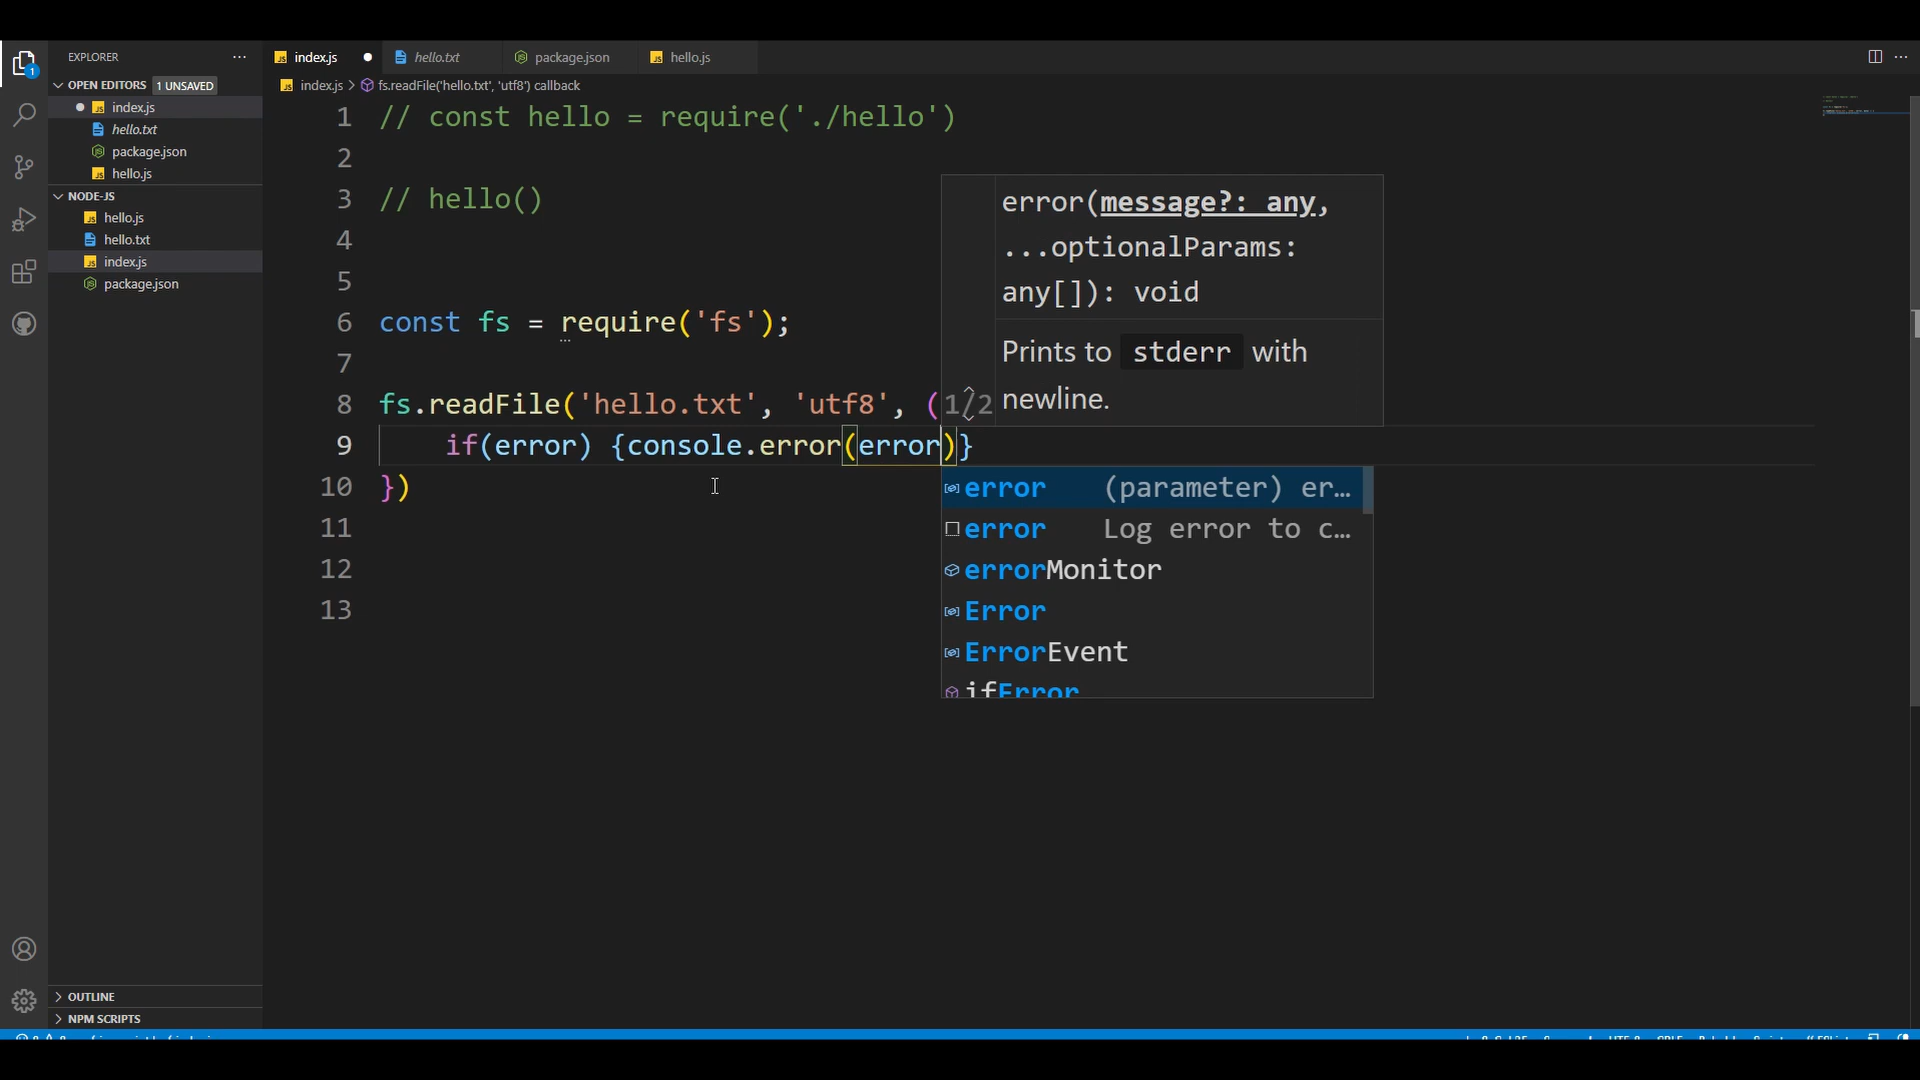 EXPLORER
index.js
hello.txt
package.json
hello.js
OPEN EDITORS 1 UNSAVED
index.js
hello.txt
package.json
hello.js
NODE-JS
hello.js
hello.txt
index.js
package.json
OUTLINE
NPM SCRIPTS
index.js > fs.readFile('hello.txt', 'utf8') callback
1 // const hello = require('./hello')
2
3 // hello()
4
5
6 const fs = require('fs');
7
8 fs.readFile('hello.txt', 'utf8', (
9 if(error) {console.error(error)}
10 })
11
12
13
1/2
error(message?: any,
...optionalParams:
any[]): void
Prints to stderr with
newline.
error (parameter) er...
error Log error to c...
errorMonitor
Error
ErrorEvent
ifError